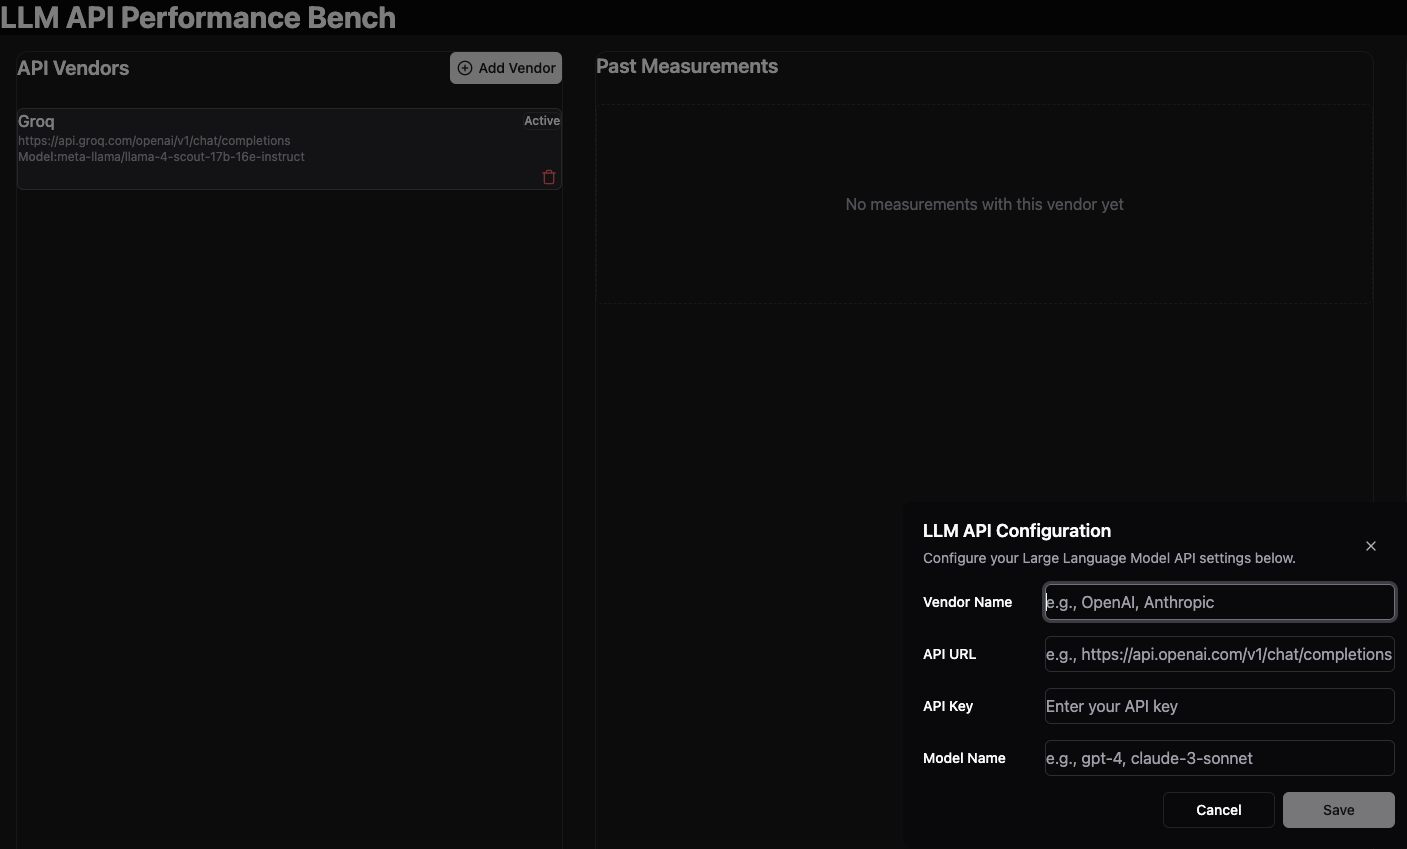 LLM API Performance Bench
API Vendors
Add Vendor
Groq
Active
https://api.groq.com/openai/v1/chat/completions
Model:meta-llama/llama-4-scout-17b-16e-instruct
Past Measurements
No measurements with this vendor yet
LLM API Configuration
Configure your Large Language Model API settings below.
Vendor Name
e.g., OpenAI, Anthropic
API URL
e.g., https://api.openai.com/v1/chat/completions
API Key
Enter your API key
Model Name
e.g., gpt-4, claude-3-sonnet
Cancel
Save